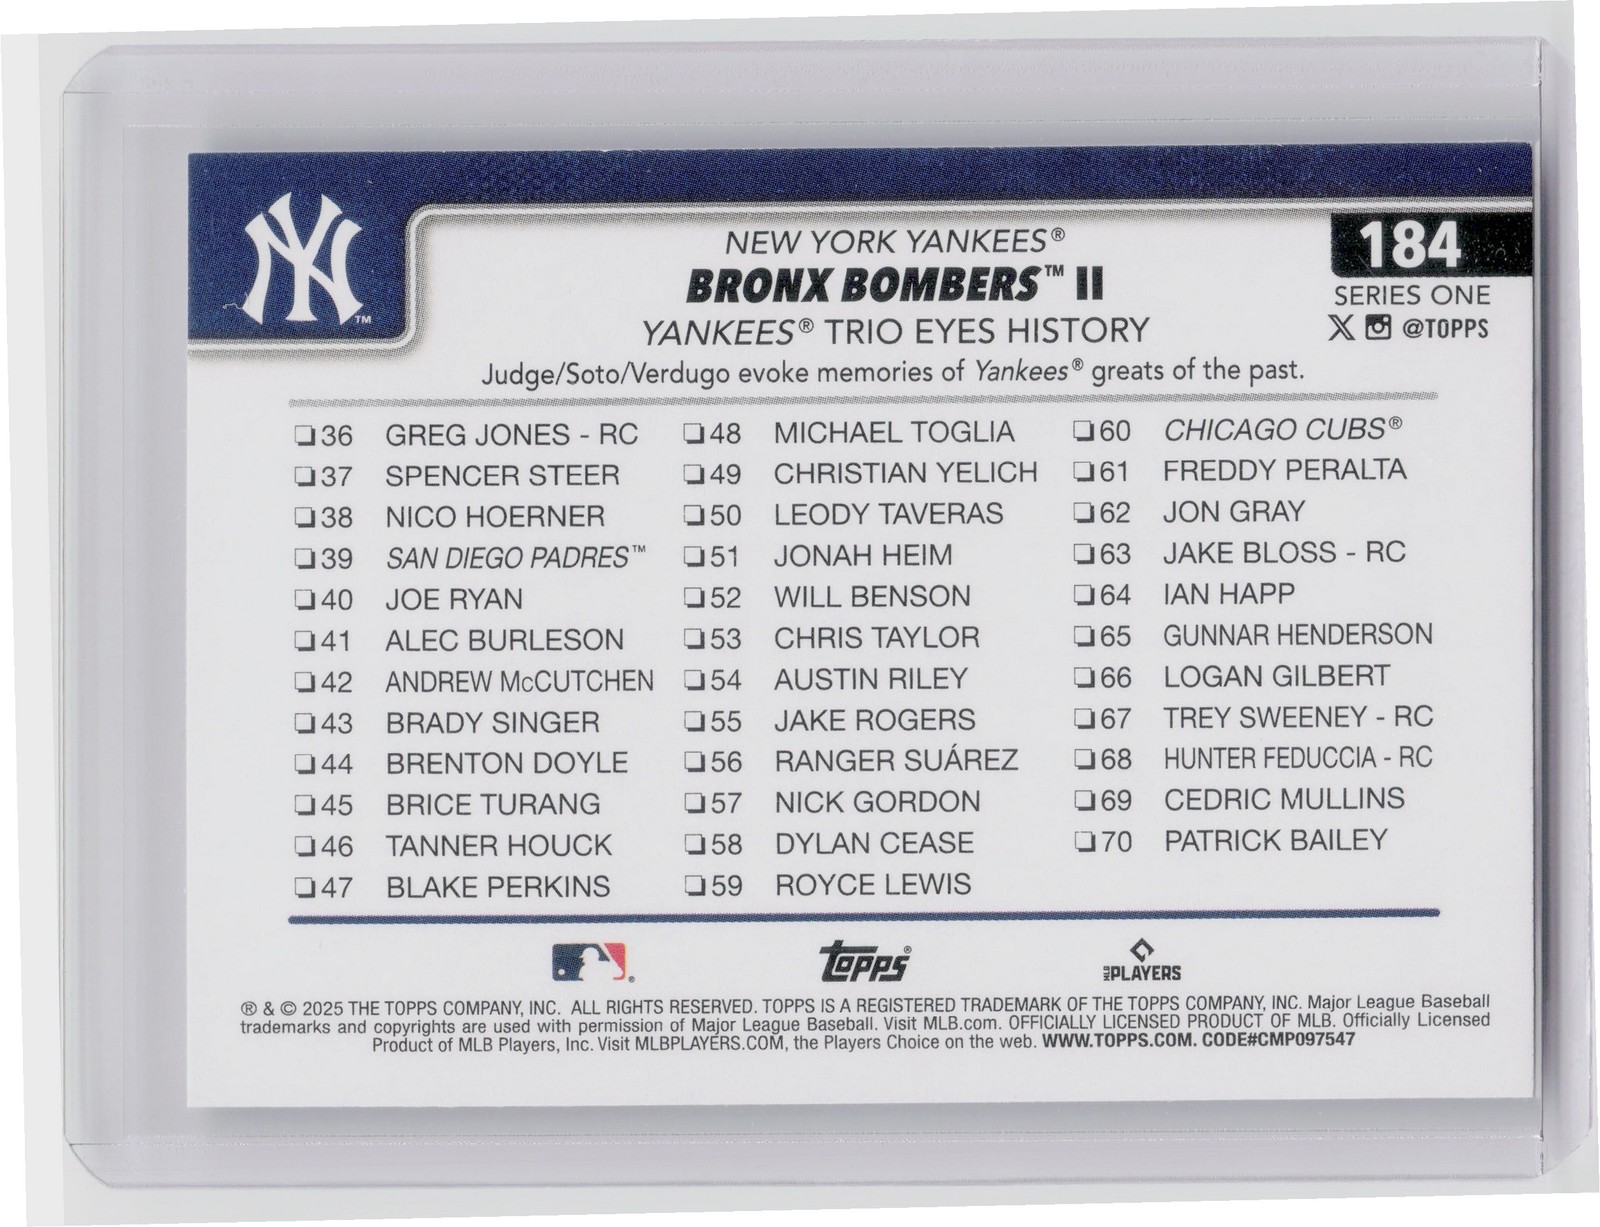 NY™
NEW YORK YANKEES®
BRONX BOMBERS™ II
YANKEES® TRIO EYES HISTORY
Judge/Soto/Verdugo evoke memories of Yankees® greats of the past.
184
SERIES ONE
X @TOPPS
❏36 GREG JONES - RC
❏37 SPENCER STEER
❏38 NICO HOERNER
❏39 SAN DIEGO PADRES™
❏40 JOE RYAN
❏41 ALEC BURLESON
❏42 ANDREW McCUTCHEN
❏43 BRADY SINGER
❏44 BRENTON DOYLE
❏45 BRICE TURANG
❏46 TANNER HOUCK
❏47 BLAKE PERKINS
❏48 MICHAEL TOGLIA
❏49 CHRISTIAN YELICH
❏50 LEODY TAVERAS
❏51 JONAH HEIM
❏52 WILL BENSON
❏53 CHRIS TAYLOR
❏54 AUSTIN RILEY
❏55 JAKE ROGERS
❏56 RANGER SUÁREZ
❏57 NICK GORDON
❏58 DYLAN CEASE
❏59 ROYCE LEWIS
❏60 CHICAGO CUBS®
❏61 FREDDY PERALTA
❏62 JON GRAY
❏63 JAKE BLOSS - RC
❏64 IAN HAPP
❏65 GUNNAR HENDERSON
❏66 LOGAN GILBERT
❏67 TREY SWEENEY - RC
❏68 HUNTER FEDUCCIA - RC
❏69 CEDRIC MULLINS
❏70 PATRICK BAILEY
topps®
MLB PLAYERS
® & © 2025 THE TOPPS COMPANY, INC. ALL RIGHTS RESERVED. TOPPS IS A REGISTERED TRADEMARK OF THE TOPPS COMPANY, INC. Major League Baseball
trademarks and copyrights are used with permission of Major League Baseball. Visit MLB.com. OFFICIALLY LICENSED PRODUCT OF MLB. Officially Licensed
Product of MLB Players, Inc. Visit MLBPLAYERS.COM, the Players Choice on the web. WWW.TOPPS.COM. CODE#CMP097547